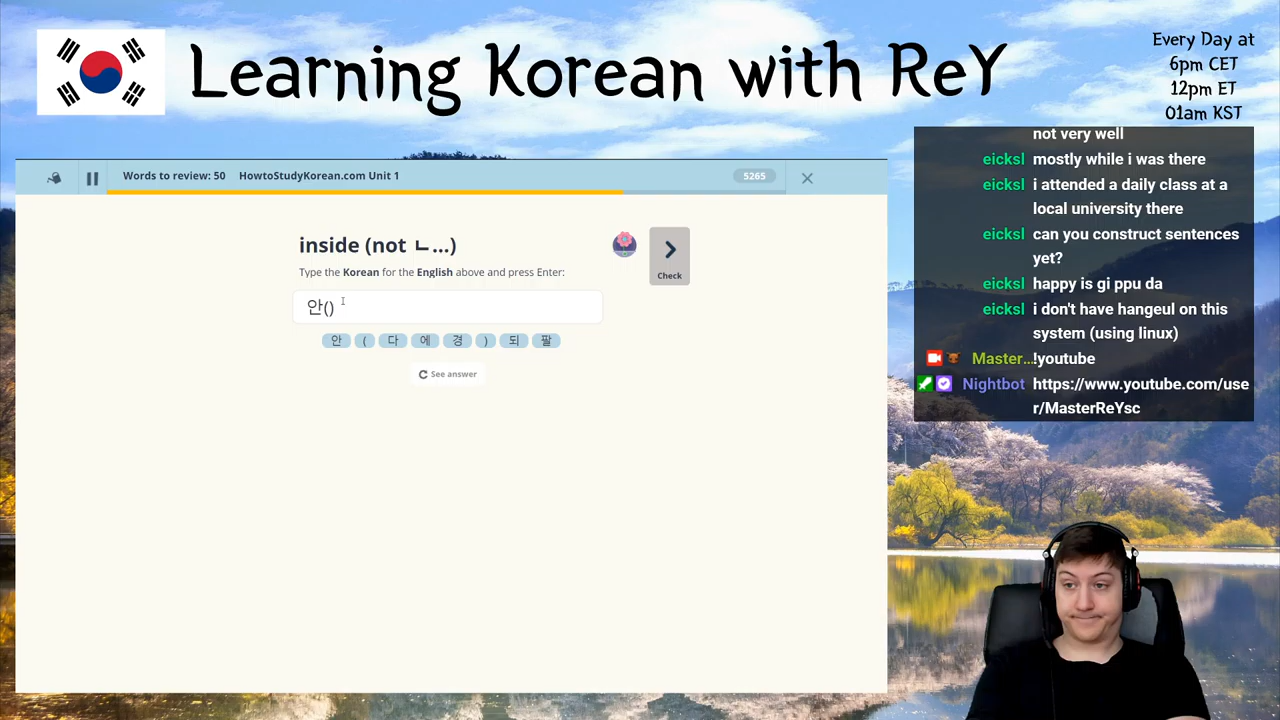 Learning Korean with ReY
Every Day at
6pm CET
12pm ET
01am KST
Words to review: 50 HowtoStudyKorean.com Unit 1
5265
inside (not ㄴ...)
Type the Korean for the English above and press Enter:
Check
안()
안 ( 다 에 경 ) 되 팔
See answer
not very well
eicksl mostly while i was there
eicksl i attended a daily class at a
local university there
eicksl can you construct sentences
yet?
eicksl happy is gi ppu da
eicksl i don't have hangeul on this
system (using linux)
Master... !youtube
Nightbot https://www.youtube.com/use
r/MasterReYsc